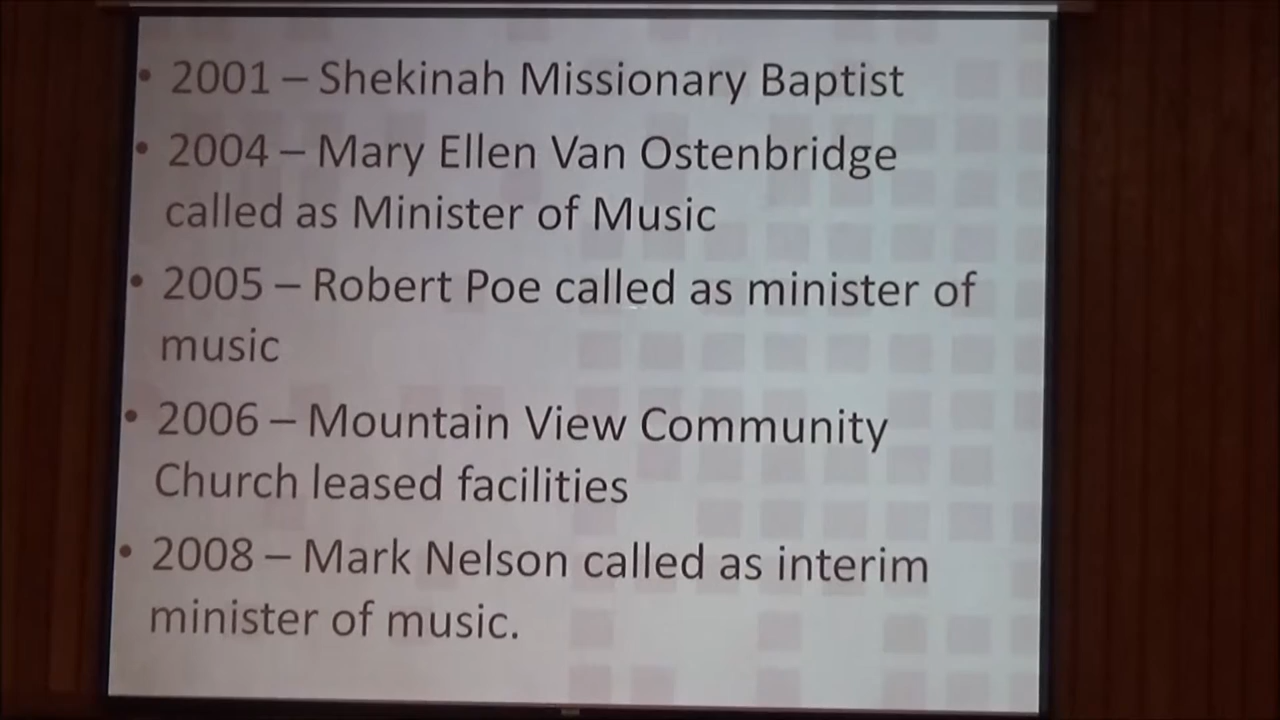 • 2001 – Shekinah Missionary Baptist
• 2004 – Mary Ellen Van Ostenbridge
called as Minister of Music
• 2005 – Robert Poe called as minister of
music
• 2006 – Mountain View Community
Church leased facilities
• 2008 – Mark Nelson called as interim
minister of music.